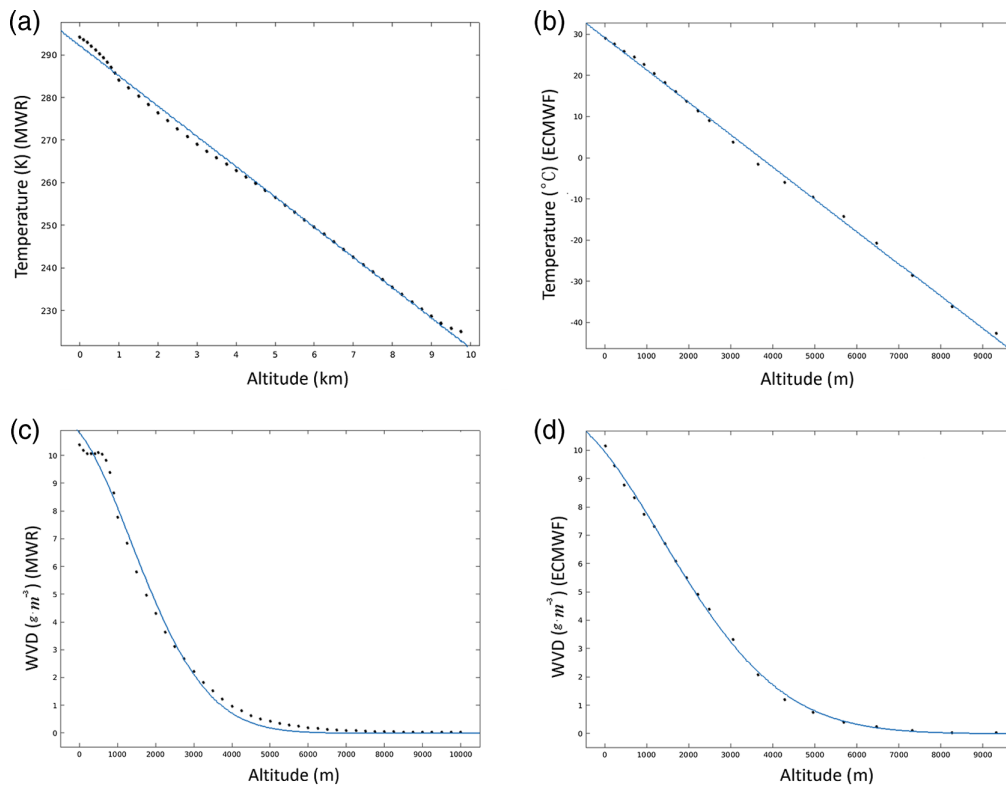 (a)
Temperature (K) (MWR)
290
280
270
260
250
240
230
0 1 2 3 4 5 6 7 8 9 10
Altitude (km)
(b)
Temperature (°C) (ECMWF)
30
20
10
0
-10
-20
-30
-40
0 1000 2000 3000 4000 5000 6000 7000 8000 9000
Altitude (m)
(c)
WVD (g·m⁻³) (MWR)
10
9
8
7
6
5
4
3
2
1
0
0 1000 2000 3000 4000 5000 6000 7000 8000 9000 10000
Altitude (m)
(d)
WVD (g·m⁻³) (ECMWF)
10
9
8
7
6
5
4
3
2
1
0
0 1000 2000 3000 4000 5000 6000 7000 8000 9000
Altitude (m)